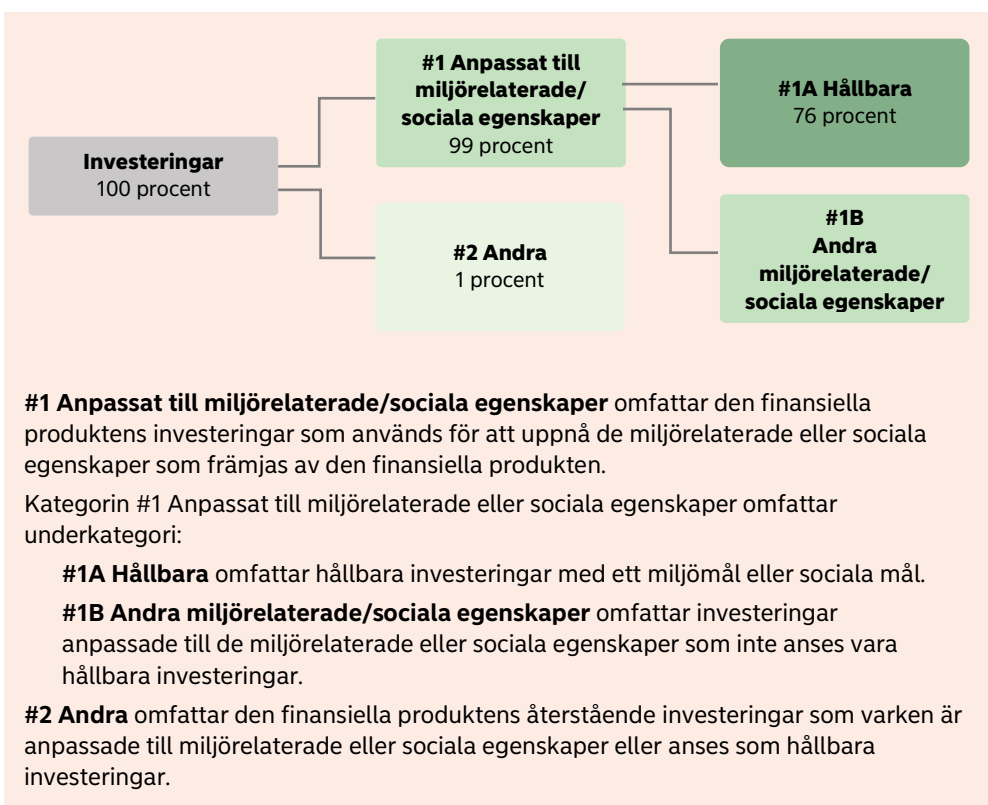 #1 Anpassat till
miljörelaterade/
sociala egenskaper
99 procent
#1A Hållbara
76 procent
Investeringar
100 procent
#2 Andra
1 procent
#1B
Andra
miljörelaterade/
sociala egenskaper
#1 Anpassat till miljörelaterade/sociala egenskaper omfattar den finansiella
produktens investeringar som används för att uppnå de miljörelaterade eller sociala
egenskaper som främjas av den finansiella produkten.
Kategorin #1 Anpassat till miljörelaterade eller sociala egenskaper omfattar
underkategori:
#1A Hållbara omfattar hållbara investeringar med ett miljömål eller sociala mål.
#1B Andra miljörelaterade/sociala egenskaper omfattar investeringar
anpassade till de miljörelaterade eller sociala egenskaper som inte anses vara
hållbara investeringar.
#2 Andra omfattar den finansiella produktens återstående investeringar som varken är
anpassade till miljörelaterade eller sociala egenskaper eller anses som hållbara
investeringar.